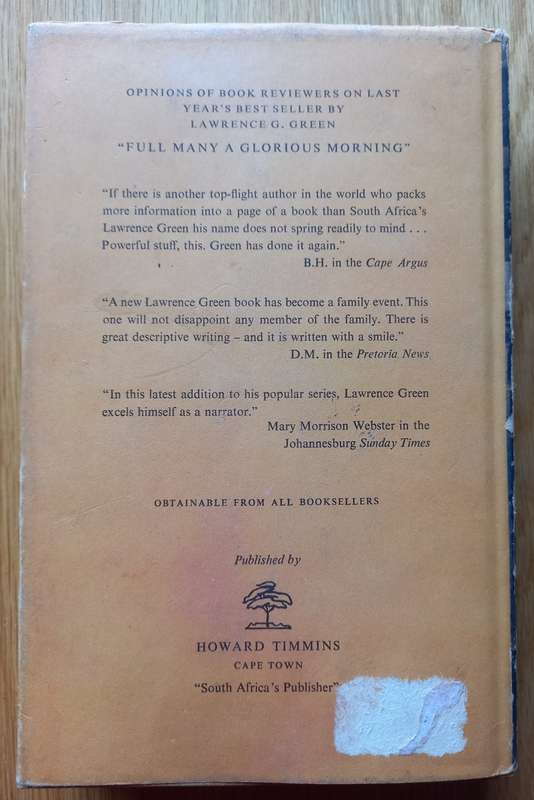 OPINIONS OF BOOK REVIEWERS ON LAST
YEAR'S BEST SELLER BY
LAWRENCE G. GREEN
"FULL MANY A GLORIOUS MORNING"
"If there is another top-flight author in the world who packs
more information into a page of a book than South Africa's
Lawrence Green his name does not spring readily to mind . . .
Powerful stuff, this. Green has done it again."
B.H. in the Cape Argus
"A new Lawrence Green book has become a family event. This
one will not disappoint any member of the family. There is
great descriptive writing – and it is written with a smile."
D.M. in the Pretoria News
"In this latest addition to his popular series, Lawrence Green
excels himself as a narrator."
Mary Morrison Webster in the
Johannesburg Sunday Times
OBTAINABLE FROM ALL BOOKSELLERS
Published by
HOWARD TIMMINS
CAPE TOWN
"South Africa's Publisher"